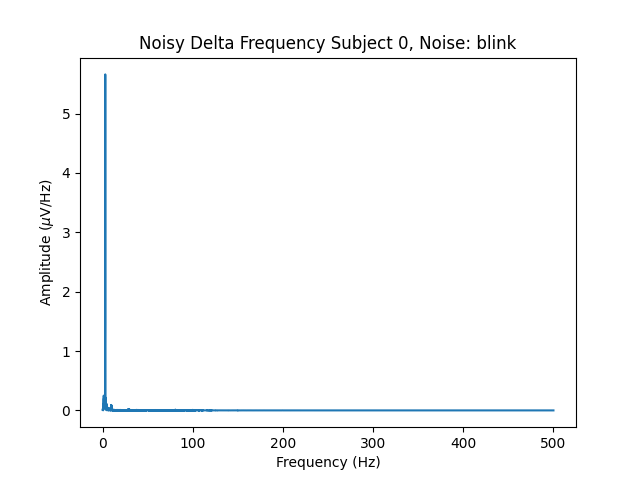 Noisy Delta Frequency Subject 0, Noise: blink
5
4
3
2
1
0
Amplitude (μV/Hz)
0 100 200 300 400 500
Frequency (Hz)